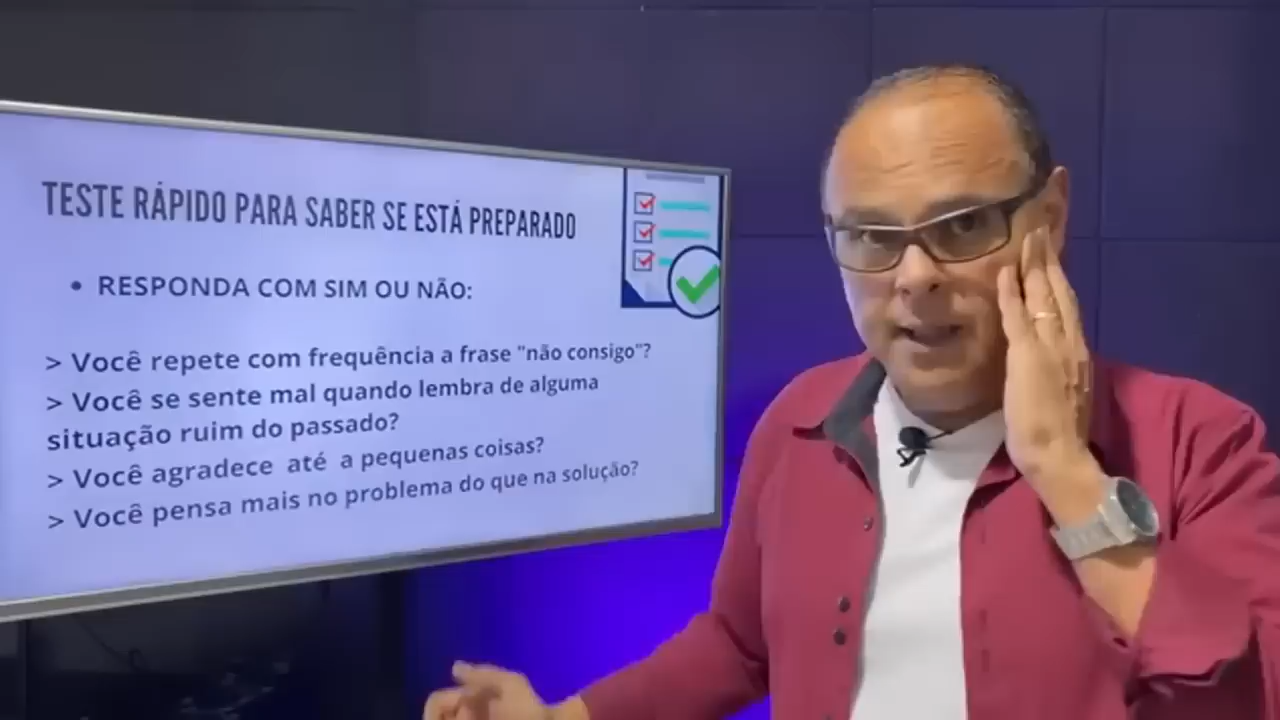 TESTE RÁPIDO PARA SABER SE ESTÁ PREPARADO
• RESPONDA COM SIM OU NÃO:
> Você repete com frequência a frase "não consigo"?
> Você se sente mal quando lembra de alguma
situação ruim do passado?
> Você agradece até a pequenas coisas?
> Você pensa mais no problema do que na solução?